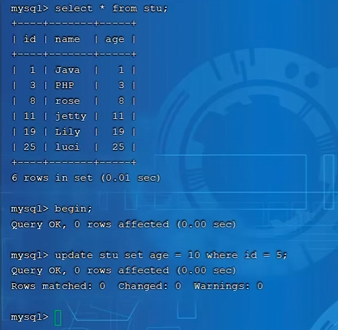 mysql> select * from stu;
+----+-------+-----+
| id | name  | age |
+----+-------+-----+
|  1 | Java  |   1 |
|  3 | PHP   |   3 |
|  8 | rose  |   8 |
| 11 | jetty |  11 |
| 19 | Lily  |  19 |
| 25 | luci  |  25 |
+----+-------+-----+
6 rows in set (0.01 sec)

mysql> begin;
Query OK, 0 rows affected (0.00 sec)

mysql> update stu set age = 10 where id = 5;
Query OK, 0 rows affected (0.00 sec)
Rows matched: 0  Changed: 0  Warnings: 0

mysql>